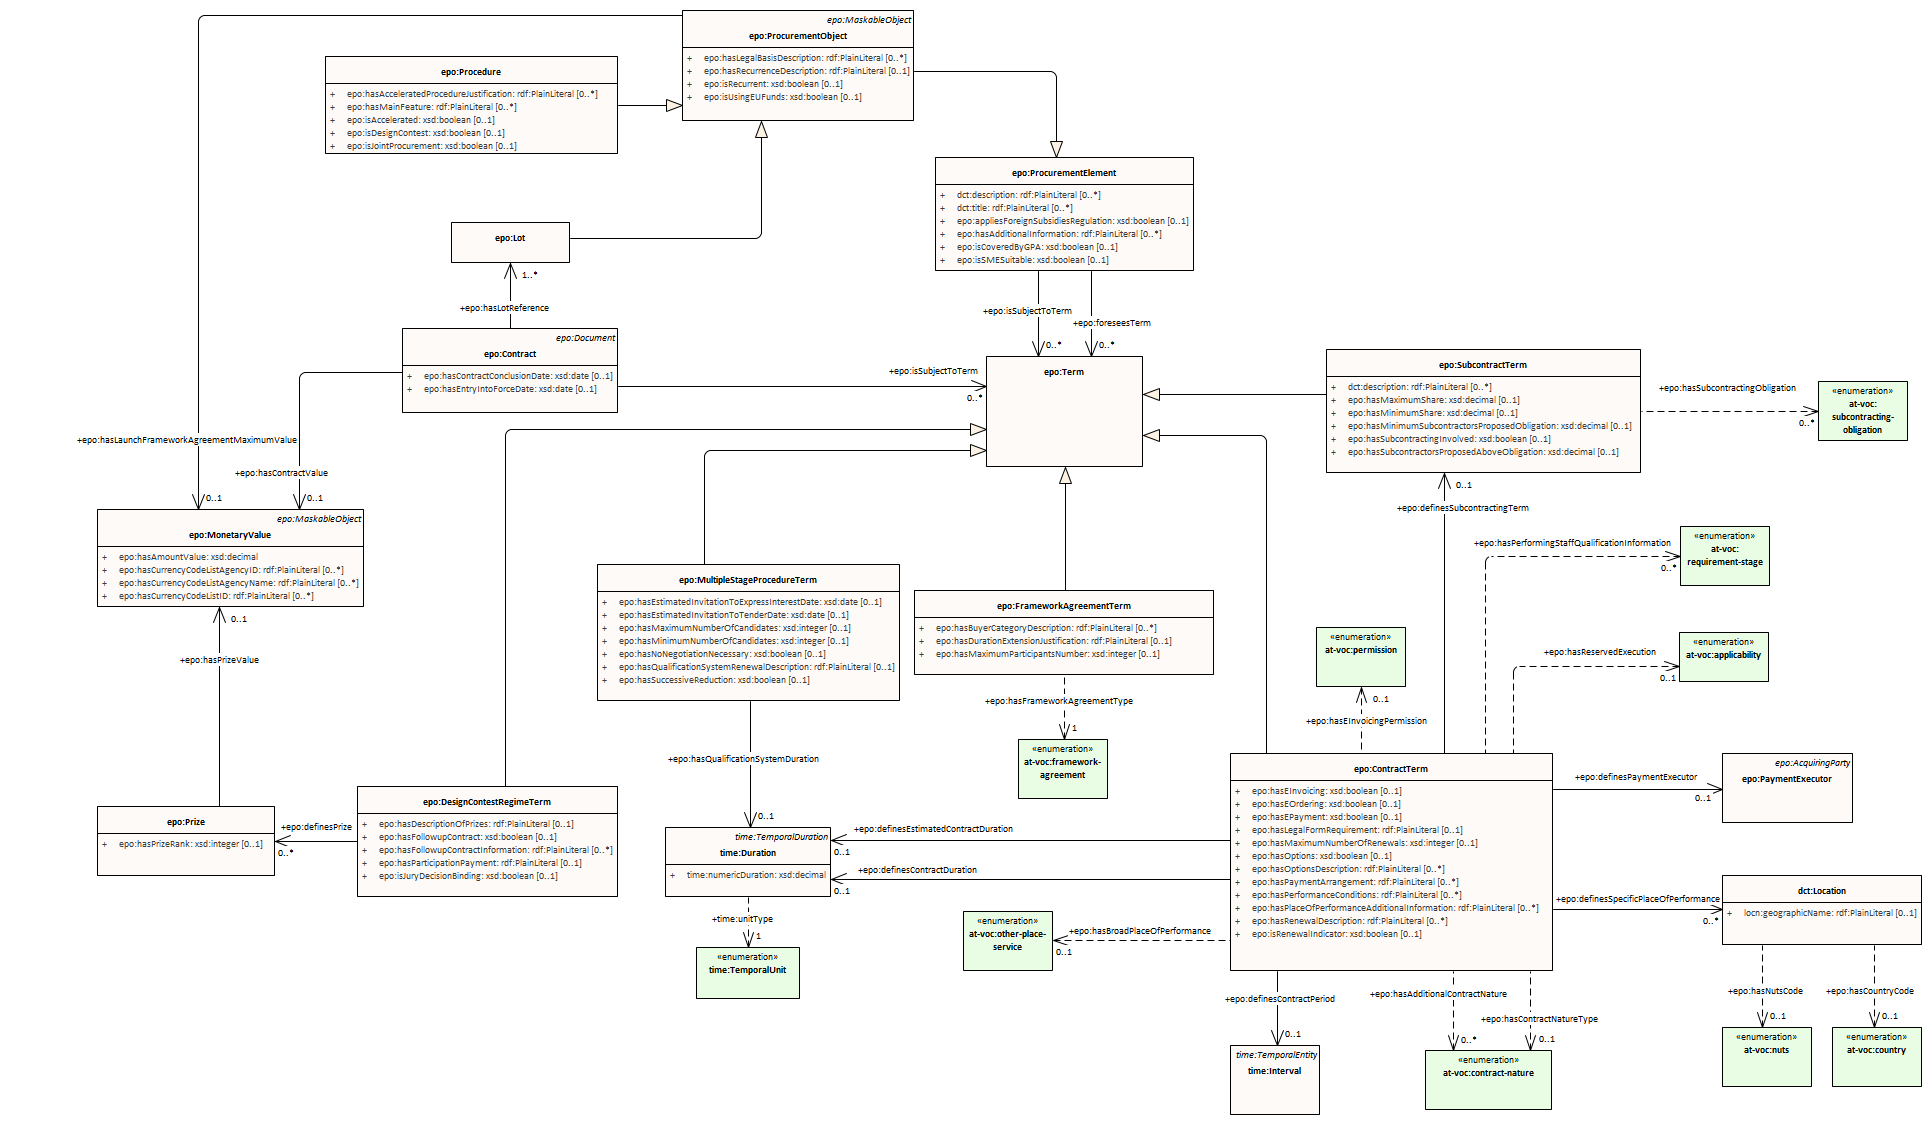 epo:MaskableObject
epo:ProcurementObject
+ epo:hasLegalBasisDescription: rdf:PlainLiteral [0..*]
+ epo:hasRecurrenceDescription: rdf:PlainLiteral [0..1]
+ epo:isRecurrent: xsd:boolean [0..1]
+ epo:isUsingEUFunds: xsd:boolean [0..1]
epo:Procedure
+ epo:hasAcceleratedProcedureJustification: rdf:PlainLiteral [0..*]
+ epo:hasMainFeature: rdf:PlainLiteral [0..*]
+ epo:isAccelerated: xsd:boolean [0..1]
+ epo:isDesignContest: xsd:boolean [0..1]
+ epo:isJointProcurement: xsd:boolean [0..1]
epo:ProcurementElement
+ dct:description: rdf:PlainLiteral [0..*]
+ dct:title: rdf:PlainLiteral [0..*]
+ epo:appliesForeignSubsidiesRegulation: xsd:boolean [0..1]
+ epo:hasAdditionalInformation: rdf:PlainLiteral [0..*]
+ epo:isCoveredByGPA: xsd:boolean [0..1]
+ epo:isSMESuitable: xsd:boolean [0..1]
epo:Lot
1..*
+epo:hasLotReference
+epo:isSubjectToTerm
0..*
+epo:foreseesTerm
0..*
epo:Document
epo:Contract
+ epo:hasContractConclusionDate: xsd:date [0..1]
+ epo:hasEntryIntoForceDate: xsd:date [0..1]
+epo:isSubjectToTerm
0..*
epo:Term
epo:SubcontractTerm
+ dct:description: rdf:PlainLiteral [0..*]
+ epo:hasMaximumShare: xsd:decimal [0..1]
+ epo:hasMinimumShare: xsd:decimal [0..1]
+ epo:hasMinimumSubcontractorsProposedObligation: xsd:decimal [0..1]
+ epo:hasSubcontractingInvolved: xsd:boolean [0..1]
+ epo:hasSubcontractorsProposedAboveObligation: xsd:decimal [0..1]
+epo:hasSubcontractingObligation
0..*
«enumeration»
at-voc:
subcontracting-
obligation
+epo:hasLaunchFrameworkAgreementMaximumValue
0..1
+epo:hasContractValue
0..1
epo:MaskableObject
epo:MonetaryValue
+ epo:hasAmountValue: xsd:decimal
+ epo:hasCurrencyCodeListAgencyID: rdf:PlainLiteral [0..*]
+ epo:hasCurrencyCodeListAgencyName: rdf:PlainLiteral [0..*]
+ epo:hasCurrencyCodeListID: rdf:PlainLiteral [0..*]
0..1
+epo:hasPrizeValue
epo:MultipleStageProcedureTerm
+ epo:hasEstimatedInvitationToExpressInterestDate: xsd:date [0..1]
+ epo:hasEstimatedInvitationToTenderDate: xsd:date [0..1]
+ epo:hasMaximumNumberOfCandidates: xsd:integer [0..1]
+ epo:hasMinimumNumberOfCandidates: xsd:integer [0..1]
+ epo:hasNoNegotiationNecessary: xsd:boolean [0..1]
+ epo:hasQualificationSystemRenewalDescription: rdf:PlainLiteral [0..1]
+ epo:hasSuccessiveReduction: xsd:boolean [0..1]
epo:FrameworkAgreementTerm
+ epo:hasBuyerCategoryDescription: rdf:PlainLiteral [0..*]
+ epo:hasDurationExtensionJustification: rdf:PlainLiteral [0..1]
+ epo:hasMaximumParticipantsNumber: xsd:integer [0..1]
+epo:hasFrameworkAgreementType
1
«enumeration»
at-voc:framework-
agreement
0..1
+epo:definesSubcontractingTerm
+epo:hasPerformingStaffQualificationInformation
0..*
«enumeration»
at-voc:
requirement-stage
«enumeration»
at-voc:permission
0..1
+epo:hasEInvoicingPermission
+epo:hasReservedExecution
0..1
«enumeration»
at-voc:applicability
+epo:hasQualificationSystemDuration
0..1
epo:Prize
+ epo:hasPrizeRank: xsd:integer [0..1]
+epo:definesPrize
0..*
epo:DesignContestRegimeTerm
+ epo:hasDescriptionOfPrizes: rdf:PlainLiteral [0..1]
+ epo:hasFollowupContract: xsd:boolean [0..1]
+ epo:hasFollowupContractInformation: rdf:PlainLiteral [0..*]
+ epo:hasParticipationPayment: rdf:PlainLiteral [0..1]
+ epo:isJuryDecisionBinding: xsd:boolean [0..1]
time:TemporalDuration
time:Duration
+ time:numericDuration: xsd:decimal
+time:unitType
1
«enumeration»
time:TemporalUnit
+epo:definesEstimatedContractDuration
0..1
+epo:definesContractDuration
0..1
epo:ContractTerm
+ epo:hasEInvoicing: xsd:boolean [0..1]
+ epo:hasEOrdering: xsd:boolean [0..1]
+ epo:hasEPayment: xsd:boolean [0..1]
+ epo:hasLegalFormRequirement: rdf:PlainLiteral [0..1]
+ epo:hasMaximumNumberOfRenewals: xsd:integer [0..1]
+ epo:hasOptions: xsd:boolean [0..1]
+ epo:hasOptionsDescription: rdf:PlainLiteral [0..*]
+ epo:hasPaymentArrangement: rdf:PlainLiteral [0..*]
+ epo:hasPerformanceConditions: rdf:PlainLiteral [0..*]
+ epo:hasPlaceOfPerformanceAdditionalInformation: rdf:PlainLiteral [0..*]
+ epo:hasRenewalDescription: rdf:PlainLiteral [0..*]
+ epo:isRenewalIndicator: xsd:boolean [0..1]
+epo:definesPaymentExecutor
0..1
epo:AcquiringParty
epo:PaymentExecutor
+epo:definesSpecificPlaceOfPerformance
0..*
dct:Location
+ locn:geographicName: rdf:PlainLiteral [0..1]
«enumeration»
at-voc:other-place-
service
+epo:hasBroadPlaceOfPerformance
0..1
+epo:definesContractPeriod
0..1
time:TemporalEntity
time:Interval
+epo:hasAdditionalContractNature
0..*
+epo:hasContractNatureType
0..1
«enumeration»
at-voc:contract-nature
+epo:hasNutsCode
0..1
«enumeration»
at-voc:nuts
+epo:hasCountryCode
0..1
«enumeration»
at-voc:country